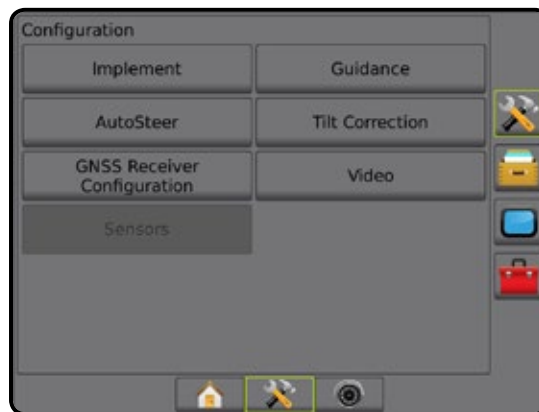 Configuration
Implement
Guidance
AutoSteer
Tilt Correction
GNSS Receiver
Configuration
Video
Sensors